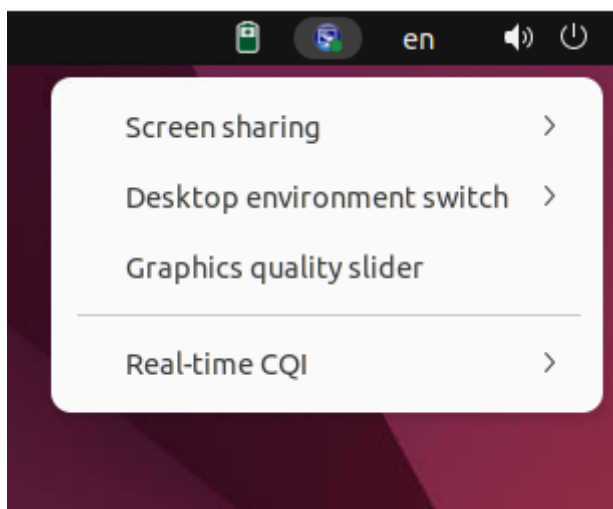 en
Screen sharing
Desktop environment switch
Graphics quality slider
Real-time CQI